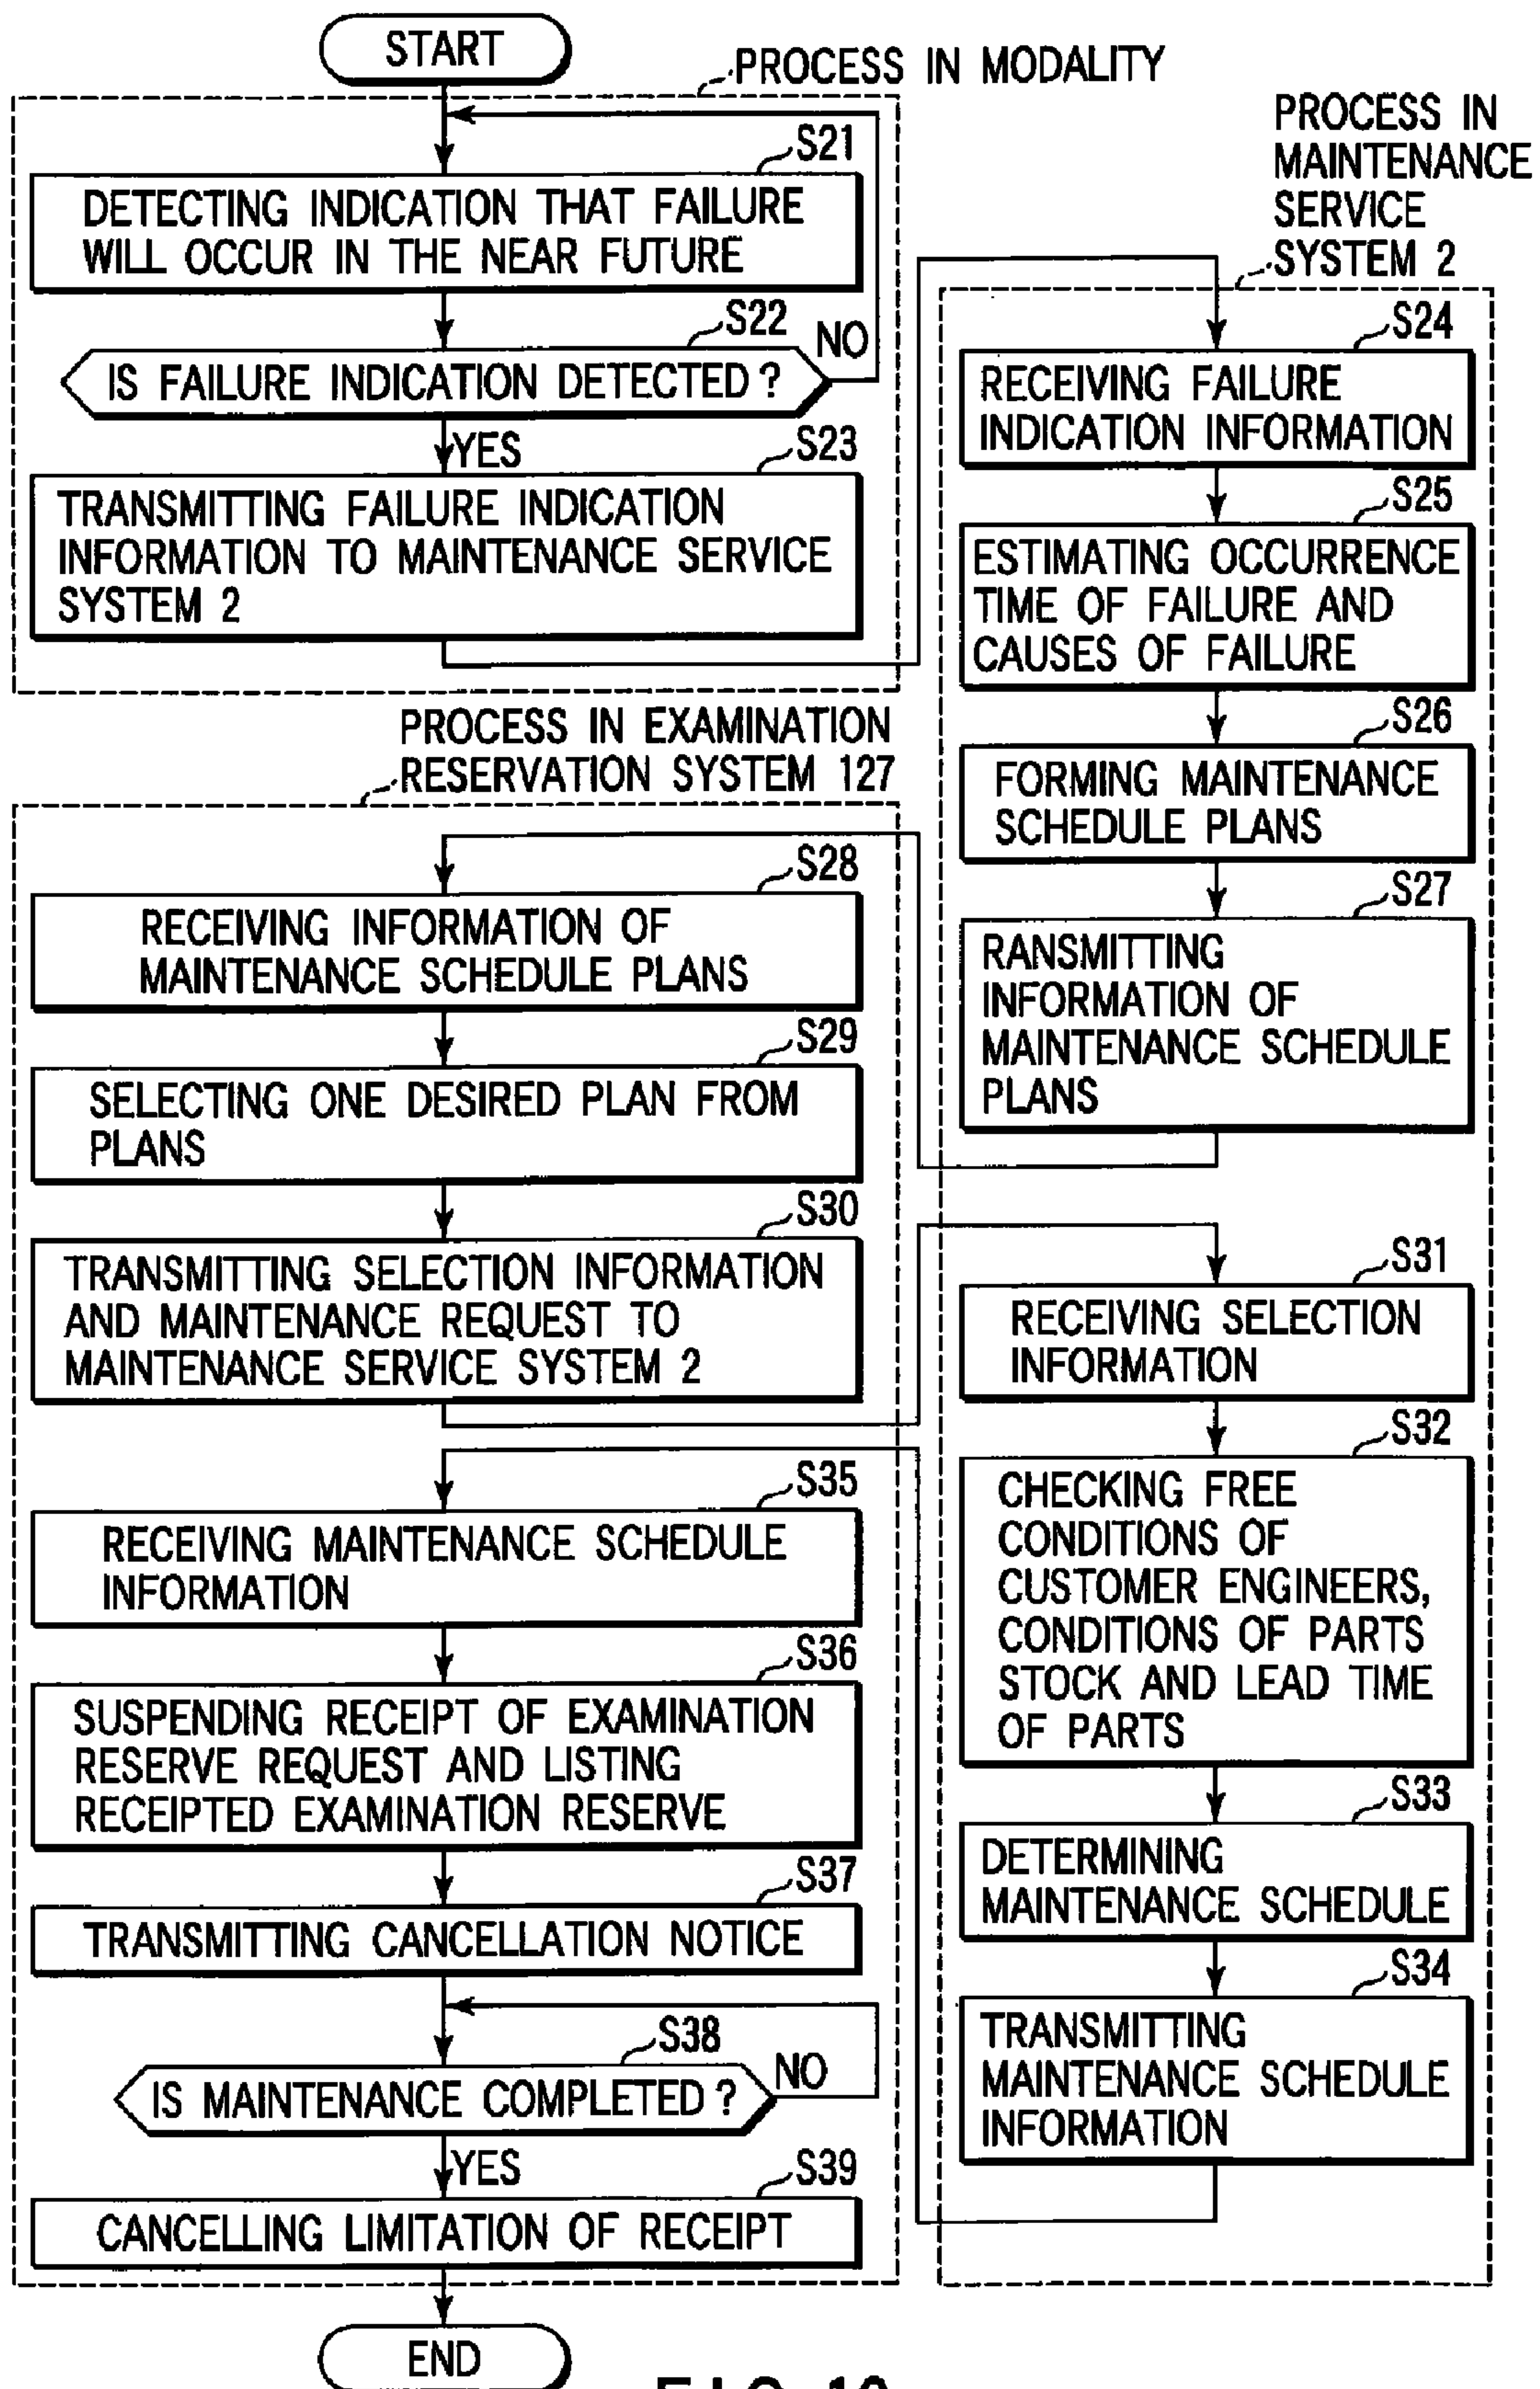 START
PROCESS IN MODALITY
S21
DETECTING INDICATION THAT FAILURE
WILL OCCUR IN THE NEAR FUTURE
S22
NO
IS FAILURE INDICATION DETECTED ?
YES
S23
TRANSMITTING FAILURE INDICATION
INFORMATION TO MAINTENANCE SERVICE
SYSTEM 2
PROCESS IN
MAINTENANCE
SERVICE
SYSTEM 2
S24
RECEIVING FAILURE
INDICATION INFORMATION
S25
ESTIMATING OCCURRENCE
TIME OF FAILURE AND
CAUSES OF FAILURE
S26
FORMING MAINTENANCE
SCHEDULE PLANS
S27
RANSMITTING
INFORMATION OF
MAINTENANCE SCHEDULE
PLANS
PROCESS IN EXAMINATION
RESERVATION SYSTEM 127
S28
RECEIVING INFORMATION OF
MAINTENANCE SCHEDULE PLANS
S29
SELECTING ONE DESIRED PLAN FROM
PLANS
S30
TRANSMITTING SELECTION INFORMATION
AND MAINTENANCE REQUEST TO
MAINTENANCE SERVICE SYSTEM 2
S31
RECEIVING SELECTION
INFORMATION
S32
CHECKING FREE
CONDITIONS OF
CUSTOMER ENGINEERS,
CONDITIONS OF PARTS
STOCK AND LEAD TIME
OF PARTS
S33
DETERMINING
MAINTENANCE SCHEDULE
S34
TRANSMITTING
MAINTENANCE SCHEDULE
INFORMATION
S35
RECEIVING MAINTENANCE SCHEDULE
INFORMATION
S36
SUSPENDING RECEIPT OF EXAMINATION
RESERVE REQUEST AND LISTING
RECEIPTED EXAMINATION RESERVE
S37
TRANSMITTING CANCELLATION NOTICE
S38
NO
IS MAINTENANCE COMPLETED ?
YES
S39
CANCELLING LIMITATION OF RECEIPT
END